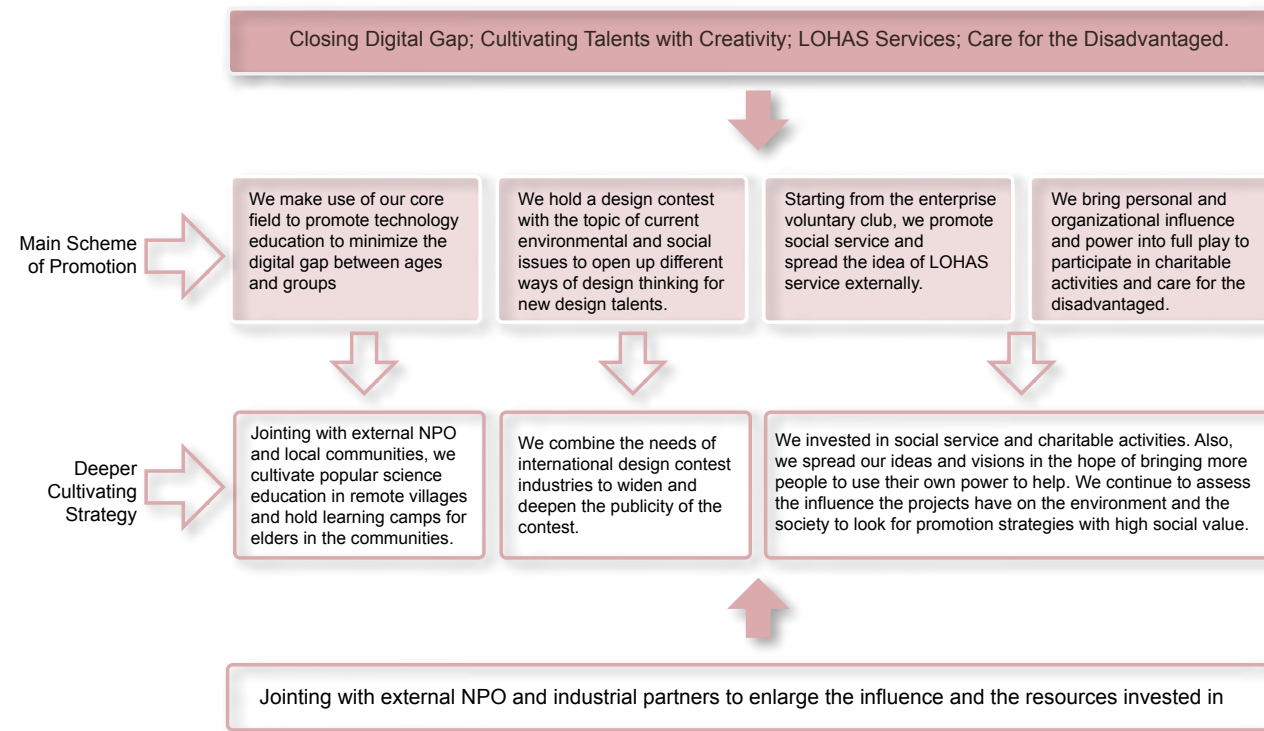 Closing Digital Gap; Cultivating Talents with Creativity; LOHAS Services; Care for the Disadvantaged.
Main Scheme
of Promotion
We make use of our core
field to promote technology
education to minimize the
digital gap between ages
and groups
We hold a design contest
with the topic of current
environmental and social
issues to open up different
ways of design thinking for
new design talents.
Starting from the enterprise
voluntary club, we promote
social service and
spread the idea of LOHAS
service externally.
We bring personal and
organizational influence
and power into full play to
participate in charitable
activities and care for the
disadvantaged.
Deeper
Cultivating
Strategy
Jointing with external NPO
and local communities, we
cultivate popular science
education in remote villages
and hold learning camps for
elders in the communities.
We combine the needs of
international design contest
industries to widen and
deepen the publicity of the
contest.
We invested in social service and charitable activities. Also,
we spread our ideas and visions in the hope of bringing more
people to use their own power to help. We continue to assess
the influence the projects have on the environment and the
society to look for promotion strategies with high social value.
Jointing with external NPO and industrial partners to enlarge the influence and the resources invested in